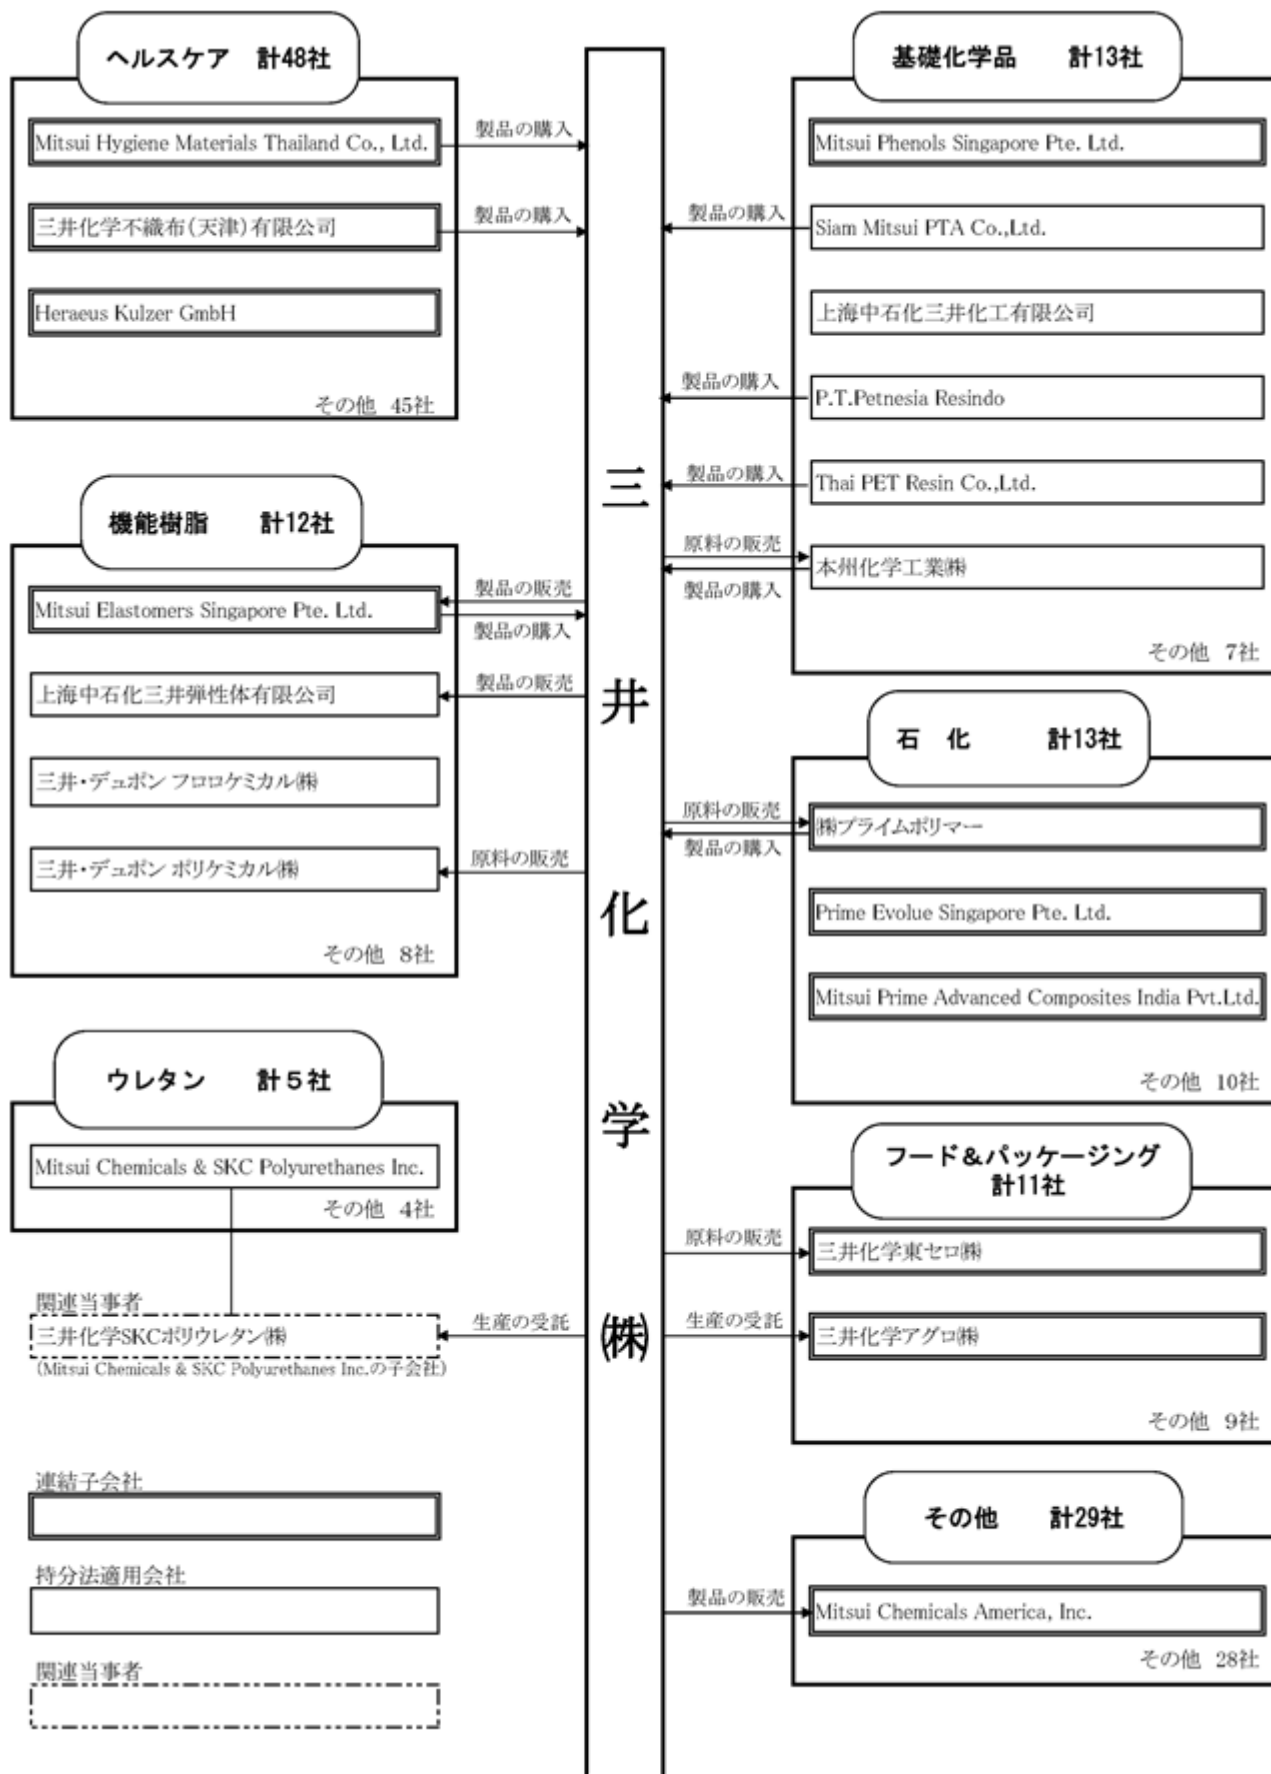 ヘルスケア 計48社
Mitsui Hygiene Materials Thailand Co., Ltd.
製品の購入
三井化学不織布(天津)有限公司
製品の購入
Heraeus Kulzer GmbH
その他 45社
機能樹脂 計12社
Mitsui Elastomers Singapore Pte. Ltd.
製品の販売
製品の購入
上海中石化三井弾性体有限公司
製品の販売
三井・デュポン フロロケミカル㈱
三井・デュポン ポリケミカル㈱
原料の販売
その他 8社
ウレタン 計5社
Mitsui Chemicals & SKC Polyurethanes Inc.
その他 4社
関連当事者
三井化学SKCポリウレタン㈱
(Mitsui Chemicals & SKC Polyurethanes Inc.の子会社)
生産の受託
連結子会社
持分法適用会社
関連当事者
三井化学㈱
基礎化学品 計13社
Mitsui Phenols Singapore Pte. Ltd.
製品の購入
Siam Mitsui PTA Co.,Ltd.
上海中石化三井化工有限公司
製品の購入
P.T.Petnesia Resindo
製品の購入
Thai PET Resin Co.,Ltd.
原料の販売
製品の購入
本州化学工業㈱
その他 7社
石 化 計13社
原料の販売
製品の購入
㈱プライムポリマー
Prime Evolue Singapore Pte. Ltd.
Mitsui Prime Advanced Composites India Pvt.Ltd.
その他 10社
フード&パッケージング
計11社
原料の販売
三井化学東セロ㈱
生産の受託
三井化学アグロ㈱
その他 9社
その他 計29社
製品の販売
Mitsui Chemicals America, Inc.
その他 28社